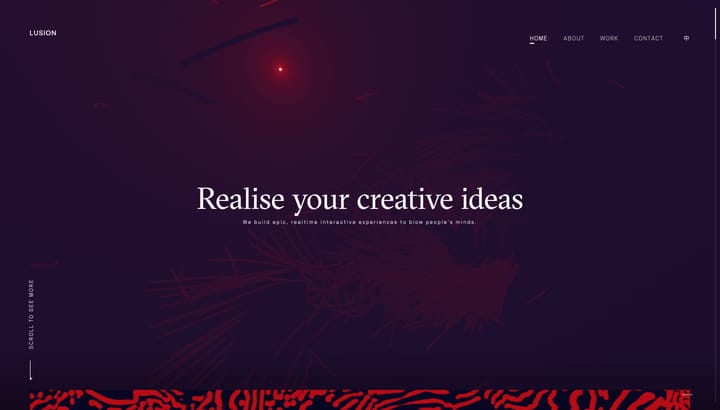 LUSION
HOME
ABOUT
WORK
CONTACT
中
Realise your creative ideas
We build epic, realtime interactive experiences to blow people's minds.
SCROLL TO SEE MORE